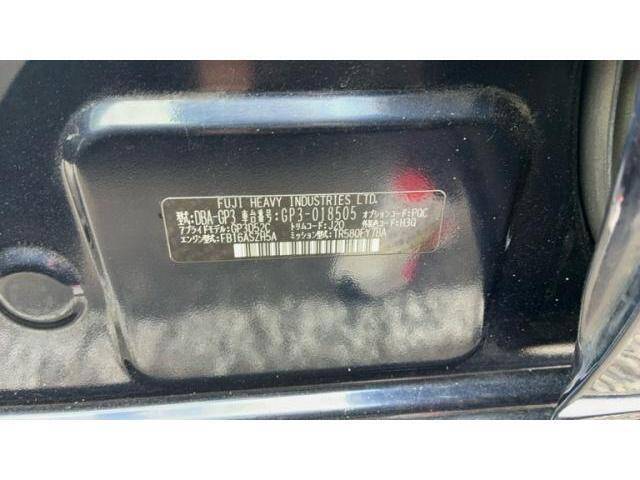 FUJI HEAVY INDUSTRIES LTD.
型式:DBA-GP3 車台番号:GP3-018505 オプションコード:PQC
アプライドモデル:GP3D52C トリムコード:J20 外装色コード:H3Q
エンジン型式:FB16ASZH5A ミッション型式:TR580FY7BA